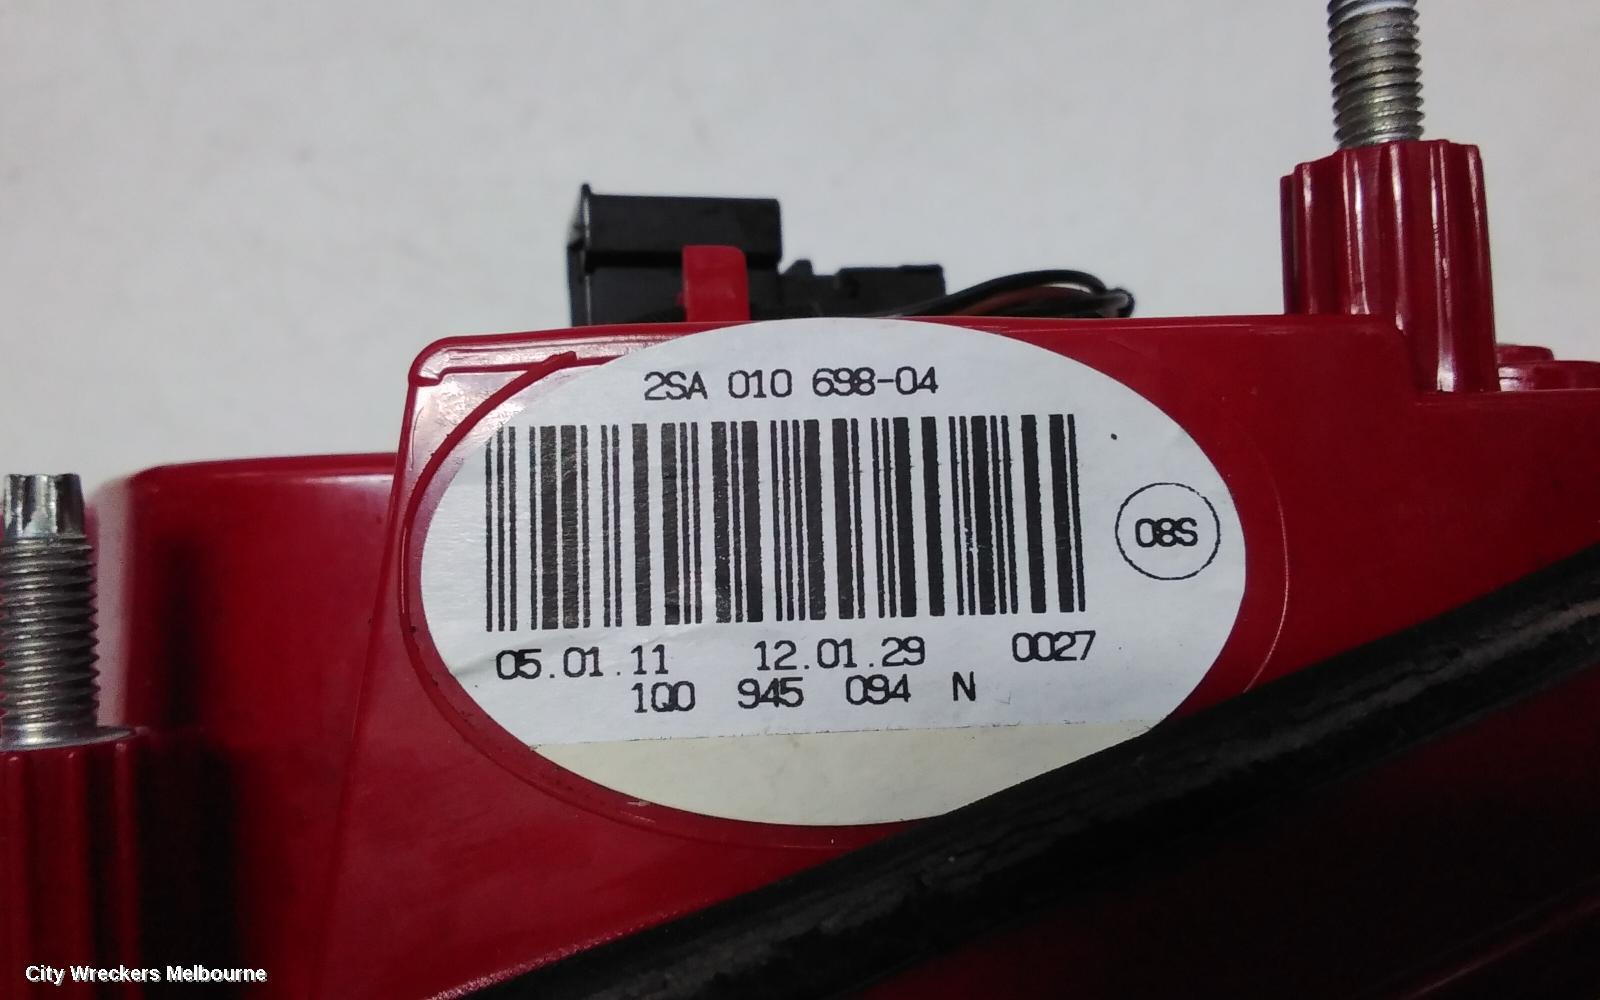 2SA 010 698-04
08S
05.01.11 12.01.29 0027
1Q0 945 094 N
City Wreckers Melbourne